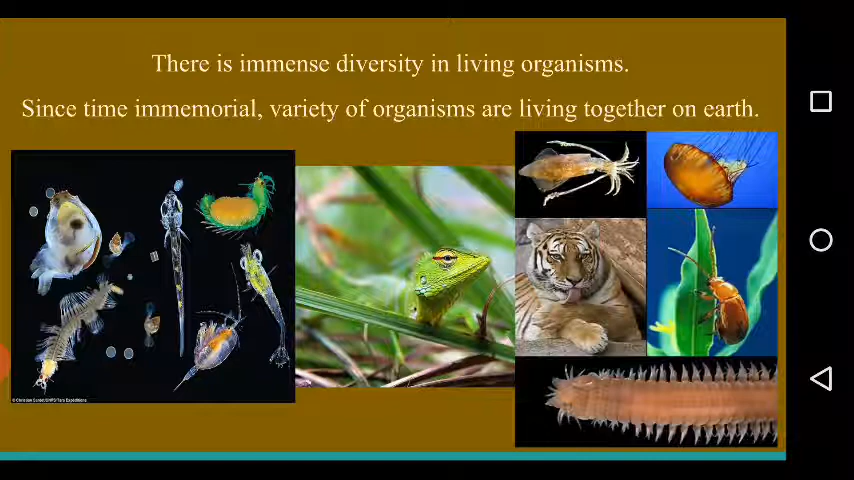 There is immense diversity in living organisms.
Since time immemorial, variety of organisms are living together on earth.